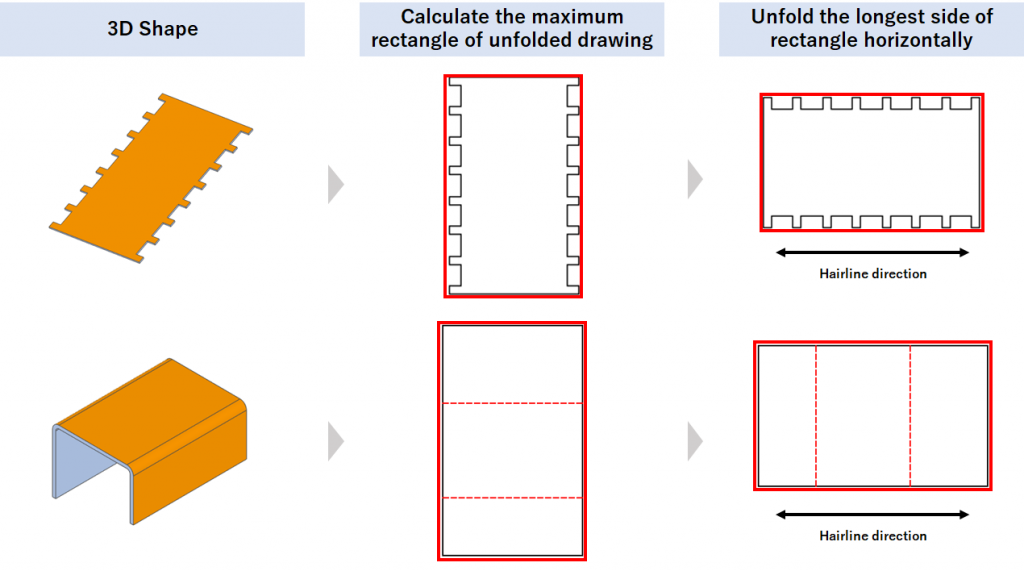 3D Shape
Calculate the maximum
rectangle of unfolded drawing
Unfold the longest side of
rectangle horizontally
Hairline direction
Hairline direction